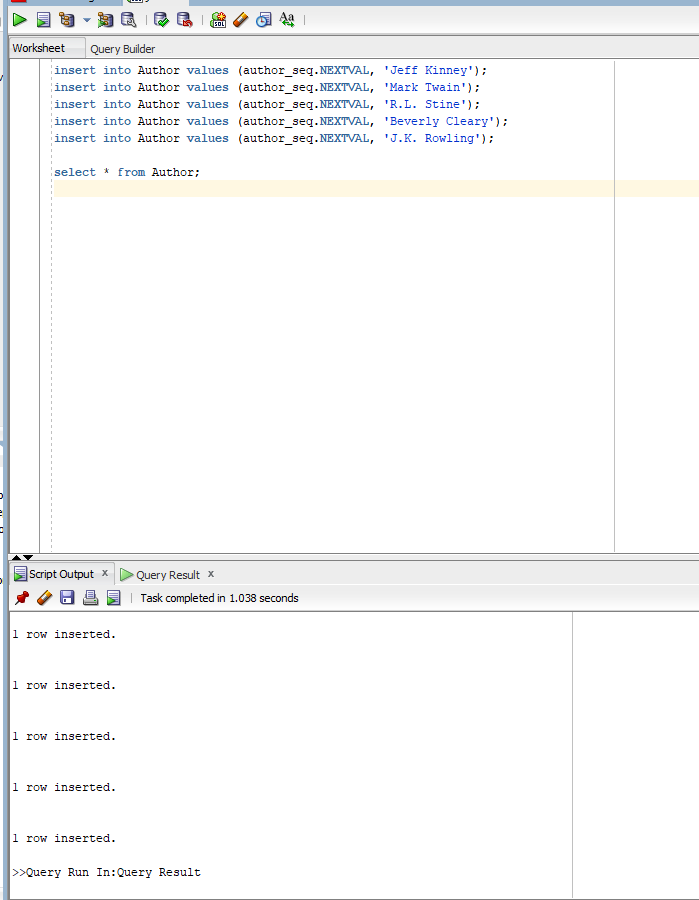 Worksheet Query Builder
insert into Author values (author_seq.NEXTVAL, 'Jeff Kinney');
insert into Author values (author_seq.NEXTVAL, 'Mark Twain');
insert into Author values (author_seq.NEXTVAL, 'R.L. Stine');
insert into Author values (author_seq.NEXTVAL, 'Beverly Cleary');
insert into Author values (author_seq.NEXTVAL, 'J.K. Rowling');
select * from Author;
Script Output x Query Result x
Task completed in 1.038 seconds
1 row inserted.
1 row inserted.
1 row inserted.
1 row inserted.
1 row inserted.
>>Query Run In:Query Result